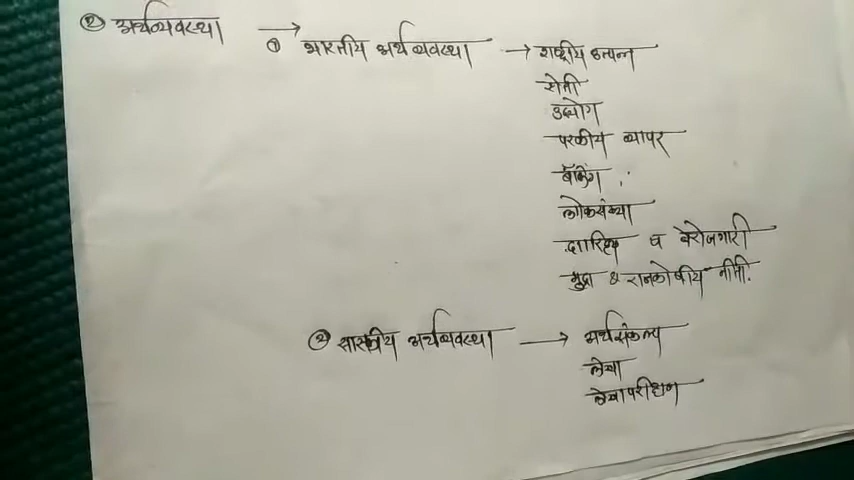 ② अर्थव्यवस्था → ① भारतीय अर्थव्यवस्था → राष्ट्रीय उत्पन्न
शेती
उद्योग
परकीय व्यापर
बँकिंग
लोकसंख्या
दारिद्र्य व बेरोजगारी
मुद्रा & राजकोषीय नीती.
② शासकीय अर्थव्यवस्था → अर्थसंकल्प
लेखा
लेखापरीक्षण